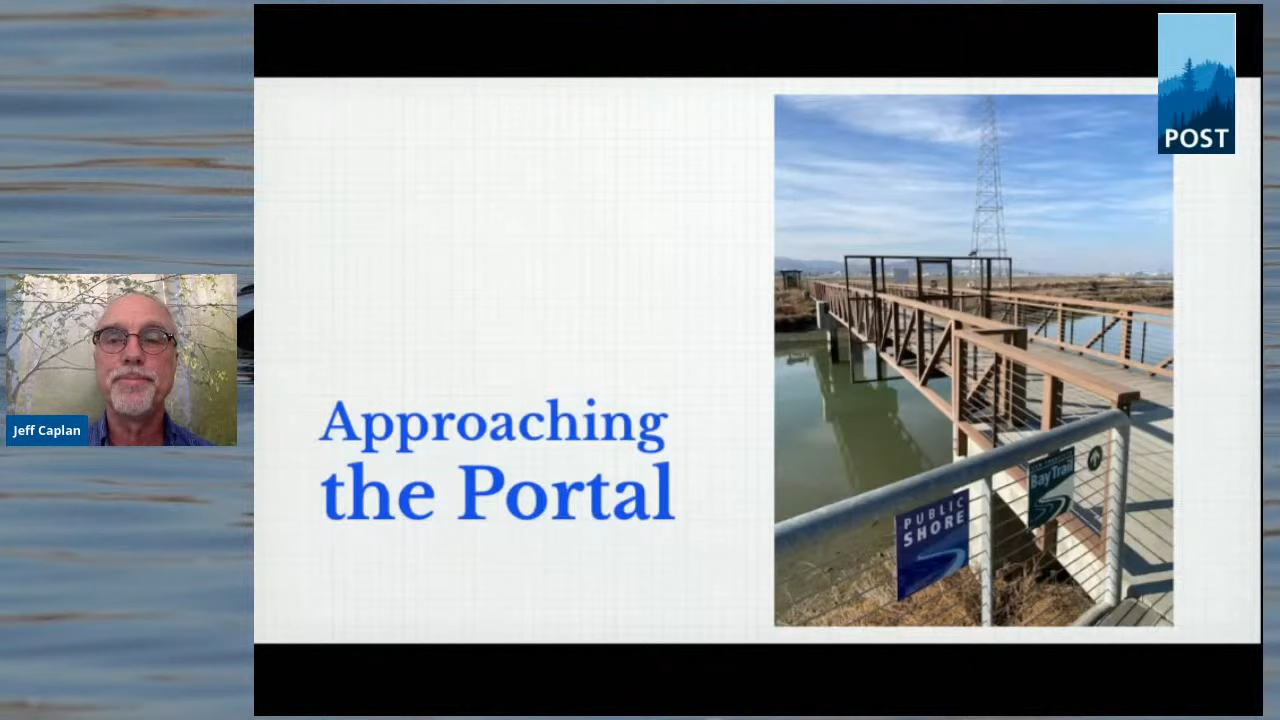 POST
Approaching
the Portal
Jeff Caplan
Bay Trail
PUBLIC
SHORE